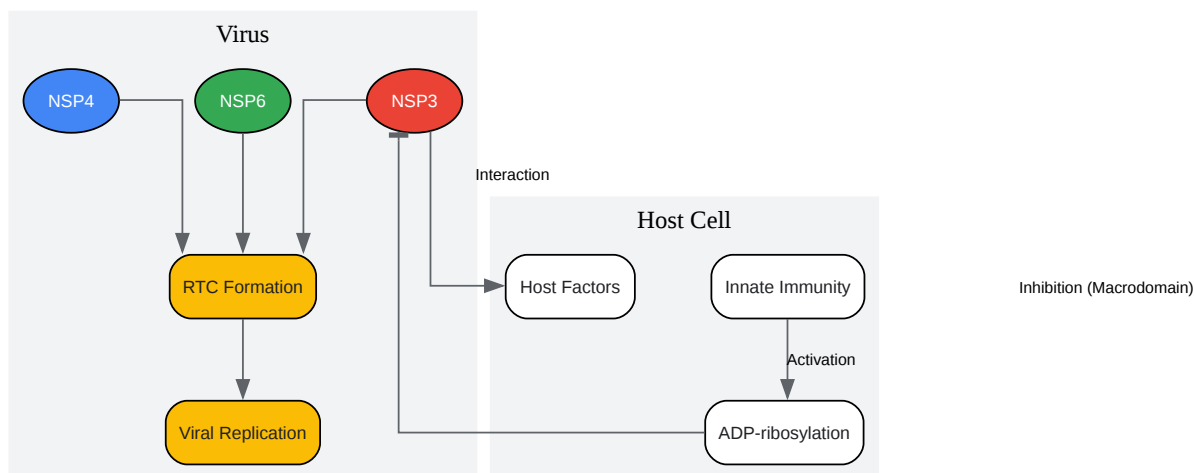 Virus
NSP4
NSP6
NSP3
Interaction
Host Cell
RTC Formation
Host Factors
Innate Immunity
Inhibition (Macrodomain)
Activation
Viral Replication
ADP-ribosylation